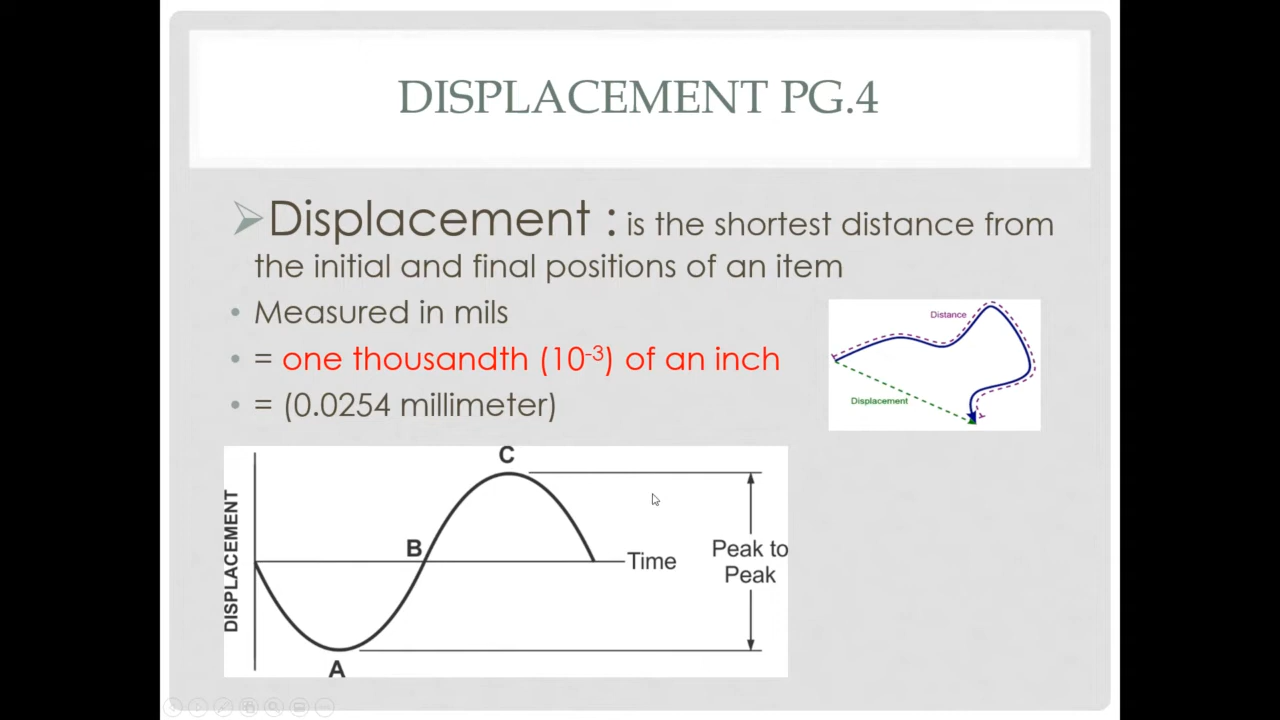 DISPLACEMENT PG.4
➢Displacement : is the shortest distance from
the initial and final positions of an item
• Measured in mils
• = one thousandth (10⁻³) of an inch
• = (0.0254 millimeter)
Distance
Displacement
C
DISPLACEMENT
B
Time
Peak to
Peak
A